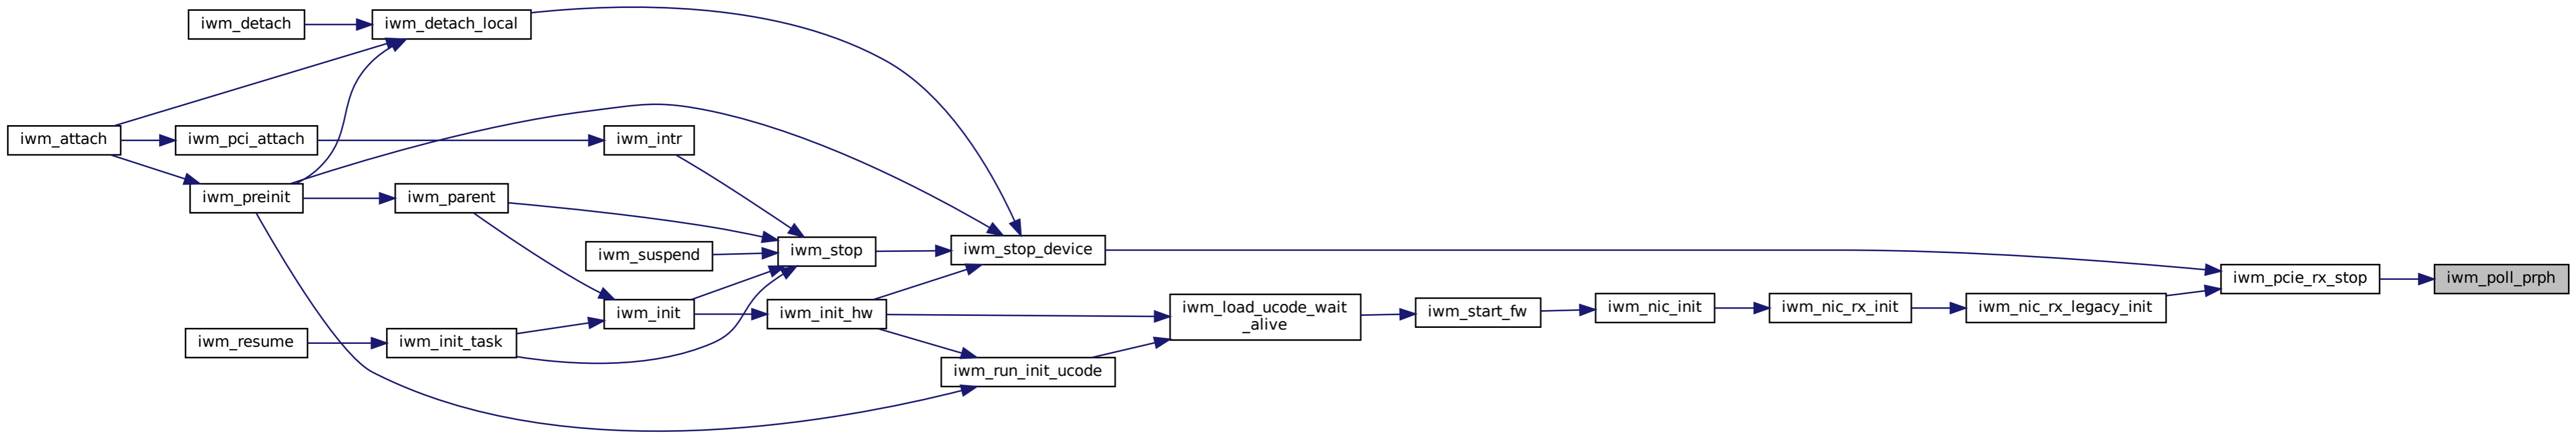 iwm_detach
iwm_detach_local
iwm_attach
iwm_pci_attach
iwm_intr
iwm_preinit
iwm_parent
iwm_suspend
iwm_stop
iwm_stop_device
iwm_pcie_rx_stop
iwm_poll_prph
iwm_init
iwm_init_hw
iwm_load_ucode_wait
_alive
iwm_start_fw
iwm_nic_init
iwm_nic_rx_init
iwm_nic_rx_legacy_init
iwm_resume
iwm_init_task
iwm_run_init_ucode